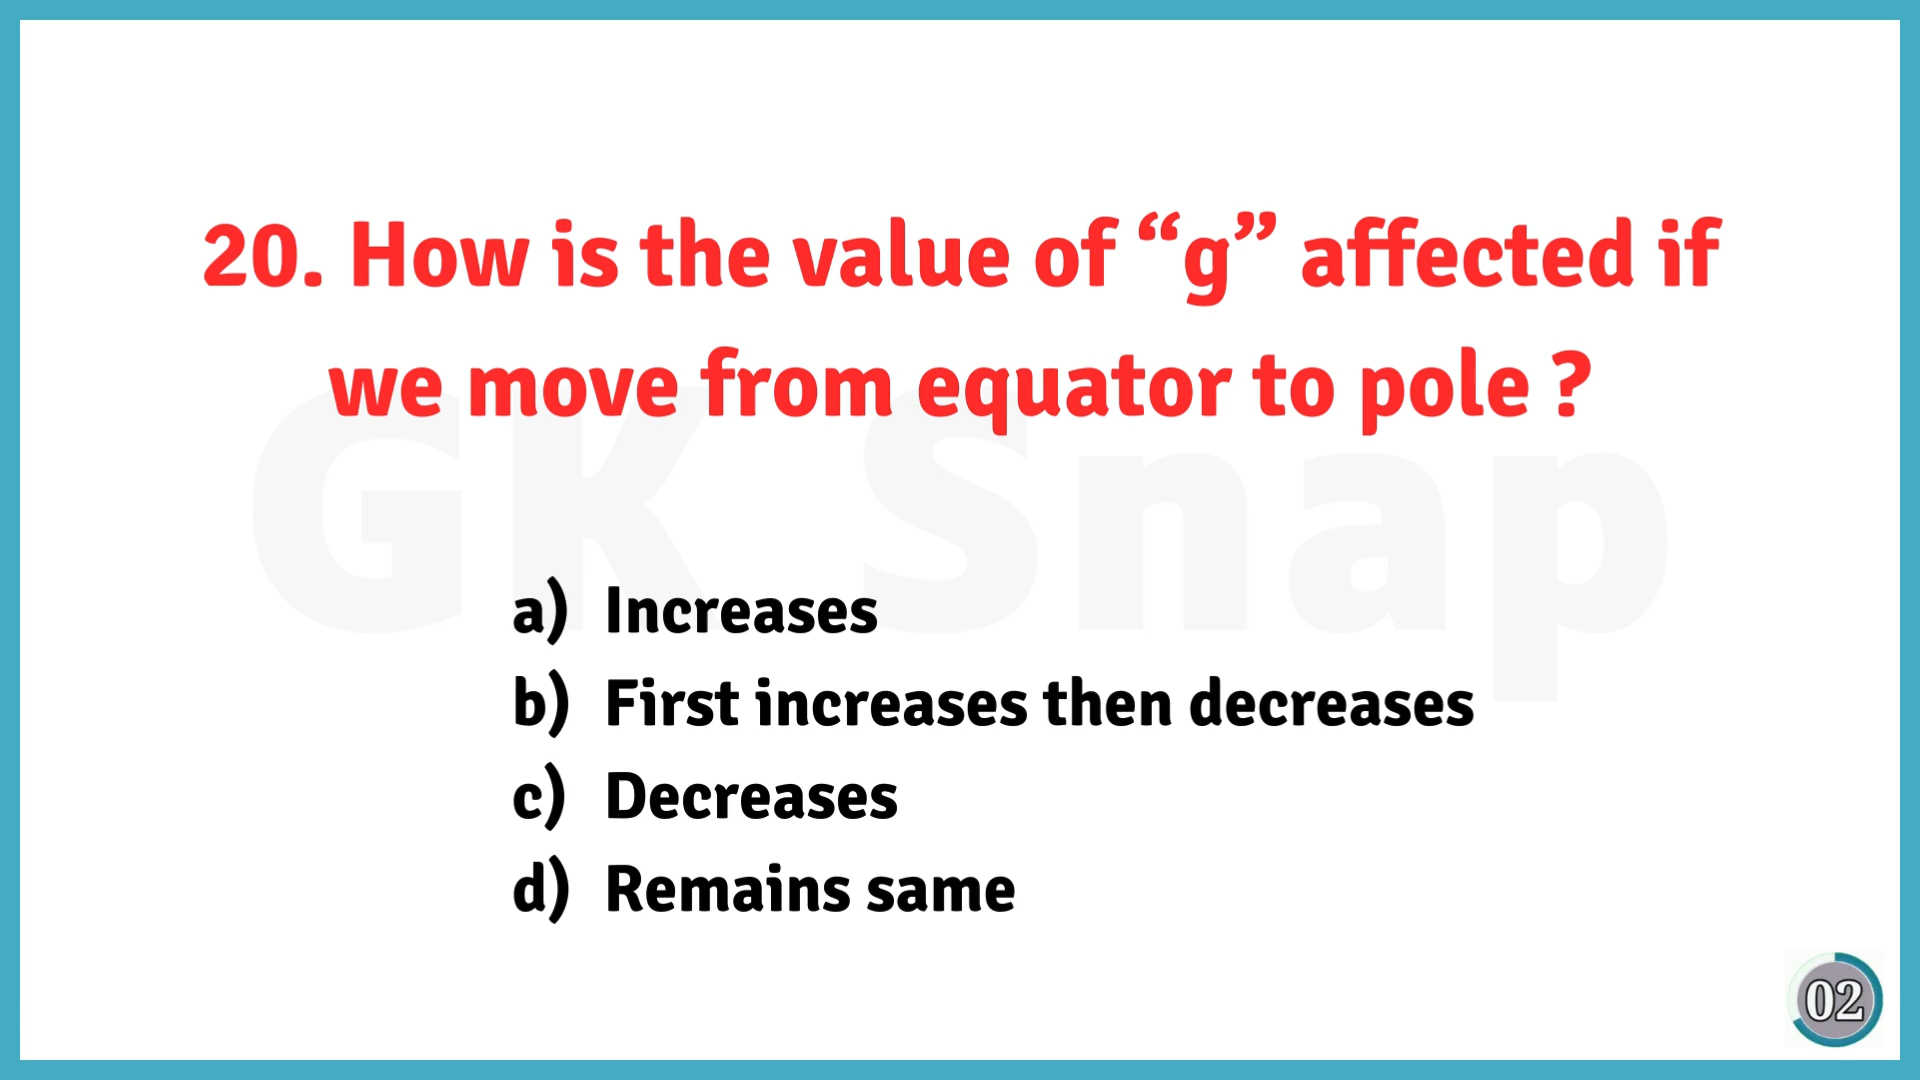 20. How is the value of “g” affected if
we move from equator to pole ?
GK Snap
a) Increases
b) First increases then decreases
c) Decreases
d) Remains same
02